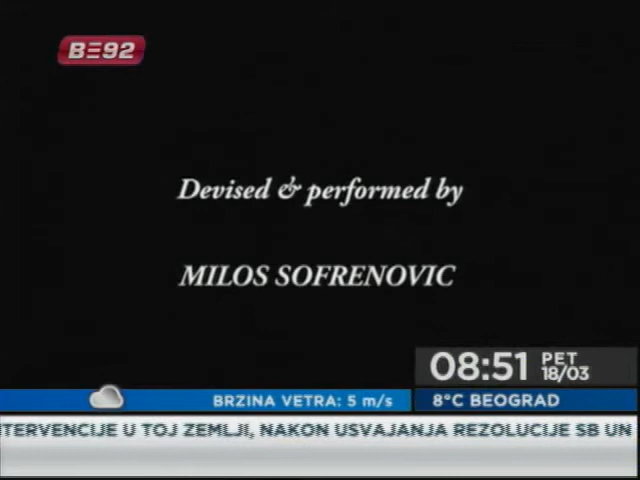 B92
Devised & performed by
MILOS SOFRENOVIC
08:51 PET
18/03
BRZINA VETRA: 5 m/s
8°C BEOGRAD
U TOJ ZEMLJI, NAKON USVAJANJA REZOLUCIJE SB UN